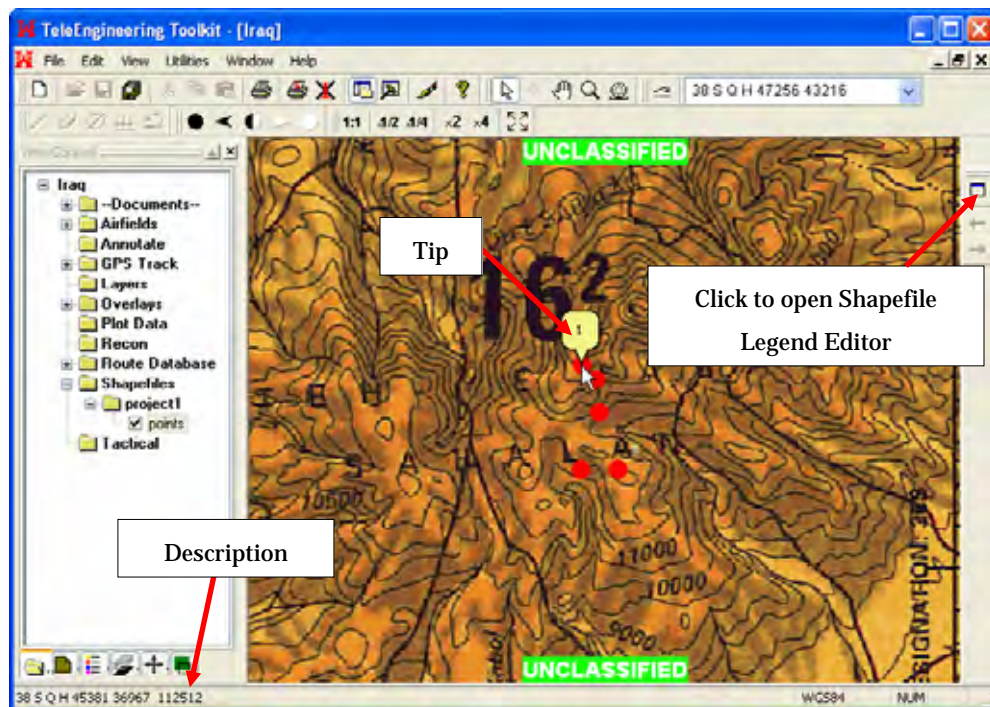 TeleEngineering Toolkit - [Iraq]
File Edit View Utilities Window Help
38 S Q H 47256 43216
1:1 1/2 1/4 x2 x4
View Control
Iraq
--Documents--
Airfields
Annotate
GPS Track
Layers
Overlays
Plot Data
Recon
Route Database
Shapefiles
project1
points
Tactical
UNCLASSIFIED
Tip
16²
1
Click to open Shapefile
Legend Editor
E H
S A H A A L A
10500
11000
10000
9000
Description
UNCLASSIFIED
38 S Q H 45381 36967 112512
WGS84 NUM